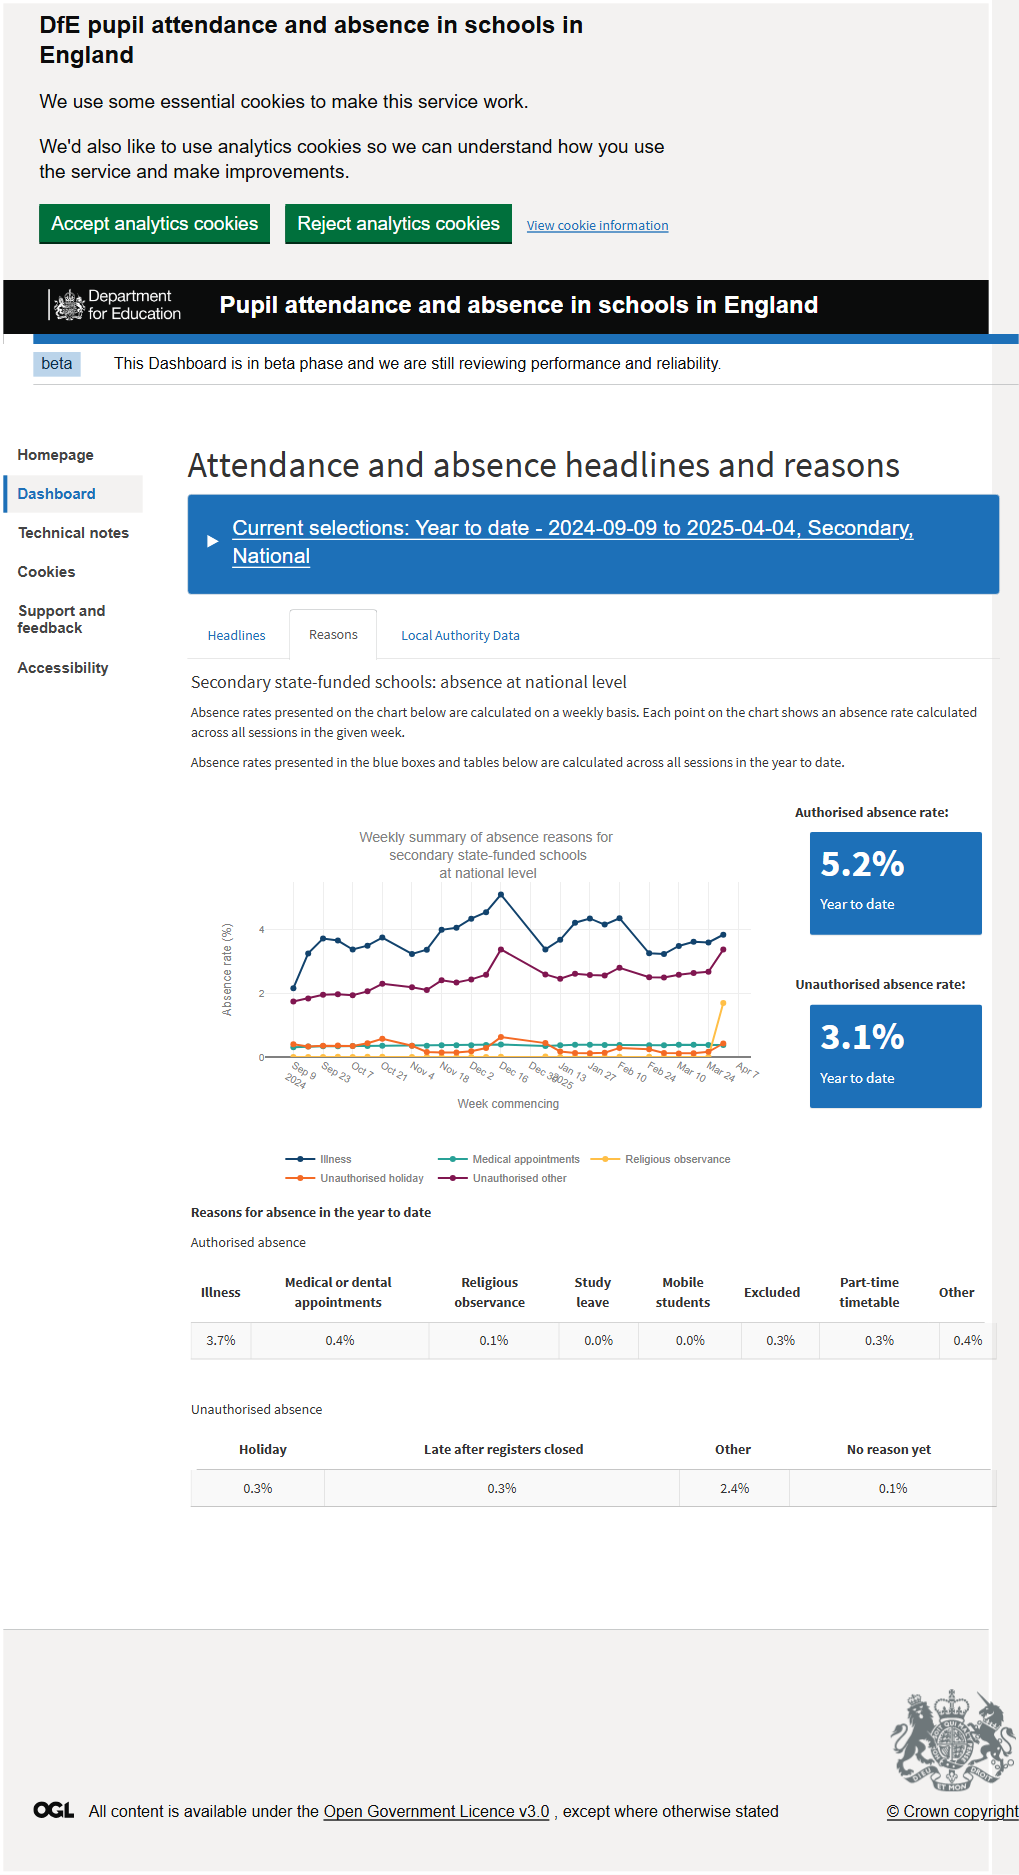 DfE pupil attendance and absence in schools in
England
We use some essential cookies to make this service work.
We'd also like to use analytics cookies so we can understand how you use
the service and make improvements.
Accept analytics cookies
Reject analytics cookies
View cookie information
Department
for Education
Pupil attendance and absence in schools in England
beta
This Dashboard is in beta phase and we are still reviewing performance and reliability.
Homepage
Dashboard
Technical notes
Cookies
Support and
feedback
Accessibility
Attendance and absence headlines and reasons
Current selections: Year to date - 2024-09-09 to 2025-04-04, Secondary,
National
Headlines
Reasons
Local Authority Data
Secondary state-funded schools: absence at national level
Absence rates presented on the chart below are calculated on a weekly basis. Each point on the chart shows an absence rate calculated
across all sessions in the given week.
Absence rates presented in the blue boxes and tables below are calculated across all sessions in the year to date.
Weekly summary of absence reasons for
secondary state-funded schools
at national level
Absence rate (%)
4
2
0
Sep 9
2024
Sep 23
Oct 7
Oct 21
Nov 4
Nov 18
Dec 2
Dec 16
Dec 30
Jan 13
2025
Jan 27
Feb 10
Feb 24
Mar 10
Mar 24
Apr 7
Week commencing
Illness
Medical appointments
Religious observance
Unauthorised holiday
Unauthorised other
Authorised absence rate:
5.2%
Year to date
Unauthorised absence rate:
3.1%
Year to date
Reasons for absence in the year to date
Authorised absence
Illness
Medical or dental
appointments
Religious
observance
Study
leave
Mobile
students
Excluded
Part-time
timetable
Other
3.7%
0.4%
0.1%
0.0%
0.0%
0.3%
0.3%
0.4%
Unauthorised absence
Holiday
Late after registers closed
Other
No reason yet
0.3%
0.3%
2.4%
0.1%
OGL
All content is available under the Open Government Licence v3.0 , except where otherwise stated
© Crown copyright